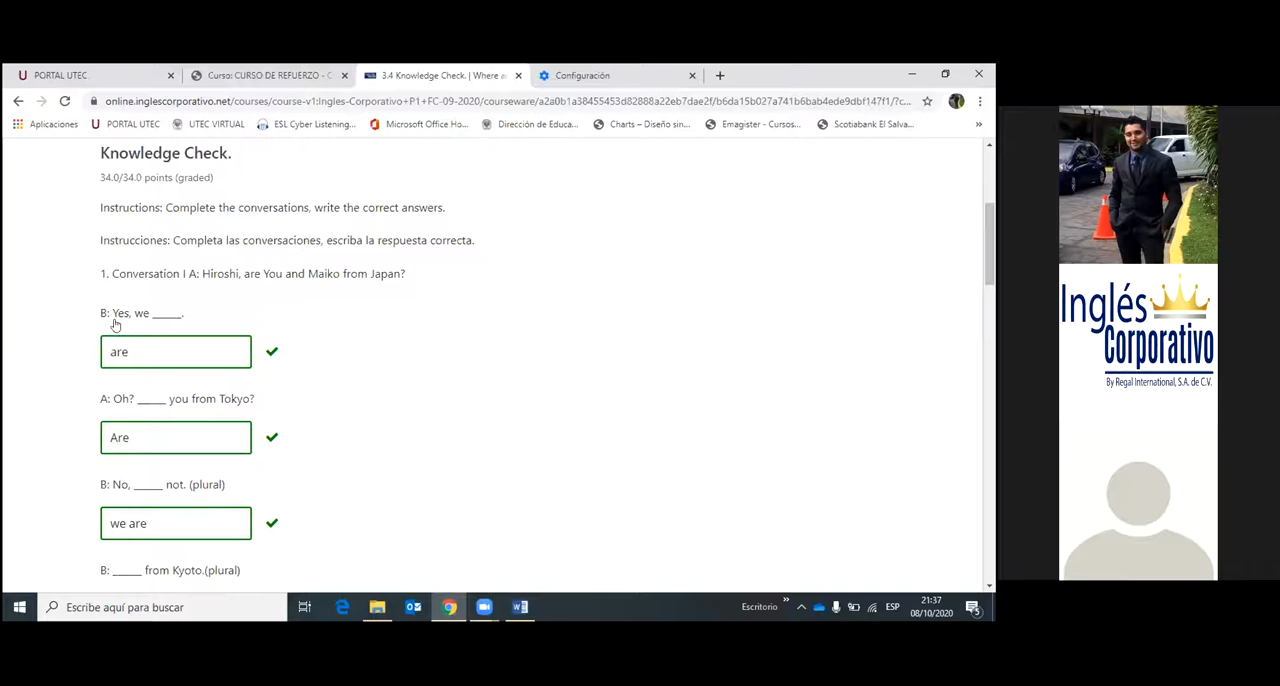 PORTAL UTEC.
Curso: CURSO DE REFUERZO - C
3.4 Knowledge Check. | Where a
Configuración
online.inglescorporativo.net/courses/course-v1:Ingles-Corporativo+P1+FC-09-2020/courseware/a2a0b1a38455453d82888a22eb7dae2f/b6da15b027a741b6bab4ede9dbf147f1/?c...
Aplicaciones
PORTAL UTEC
UTEC VIRTUAL
ESL Cyber Listening...
Microsoft Office Ho...
Dirección de Educa...
Charts – Diseño sin...
Emagister - Cursos...
Scotiabank El Salva...
Knowledge Check.
34.0/34.0 points (graded)
Instructions: Complete the conversations, write the correct answers.
Instrucciones: Completa las conversaciones, escriba la respuesta correcta.
1. Conversation I A: Hiroshi, are You and Maiko from Japan?
B: Yes, we _____.
are
A: Oh? _____ you from Tokyo?
Are
B: No, _____ not. (plural)
we are
B: _____ from Kyoto.(plural)
Escribe aquí para buscar
Escritorio
ESP
21:37
08/10/2020
5
Inglés
Corporativo
By Regal International, S.A. de C.V.